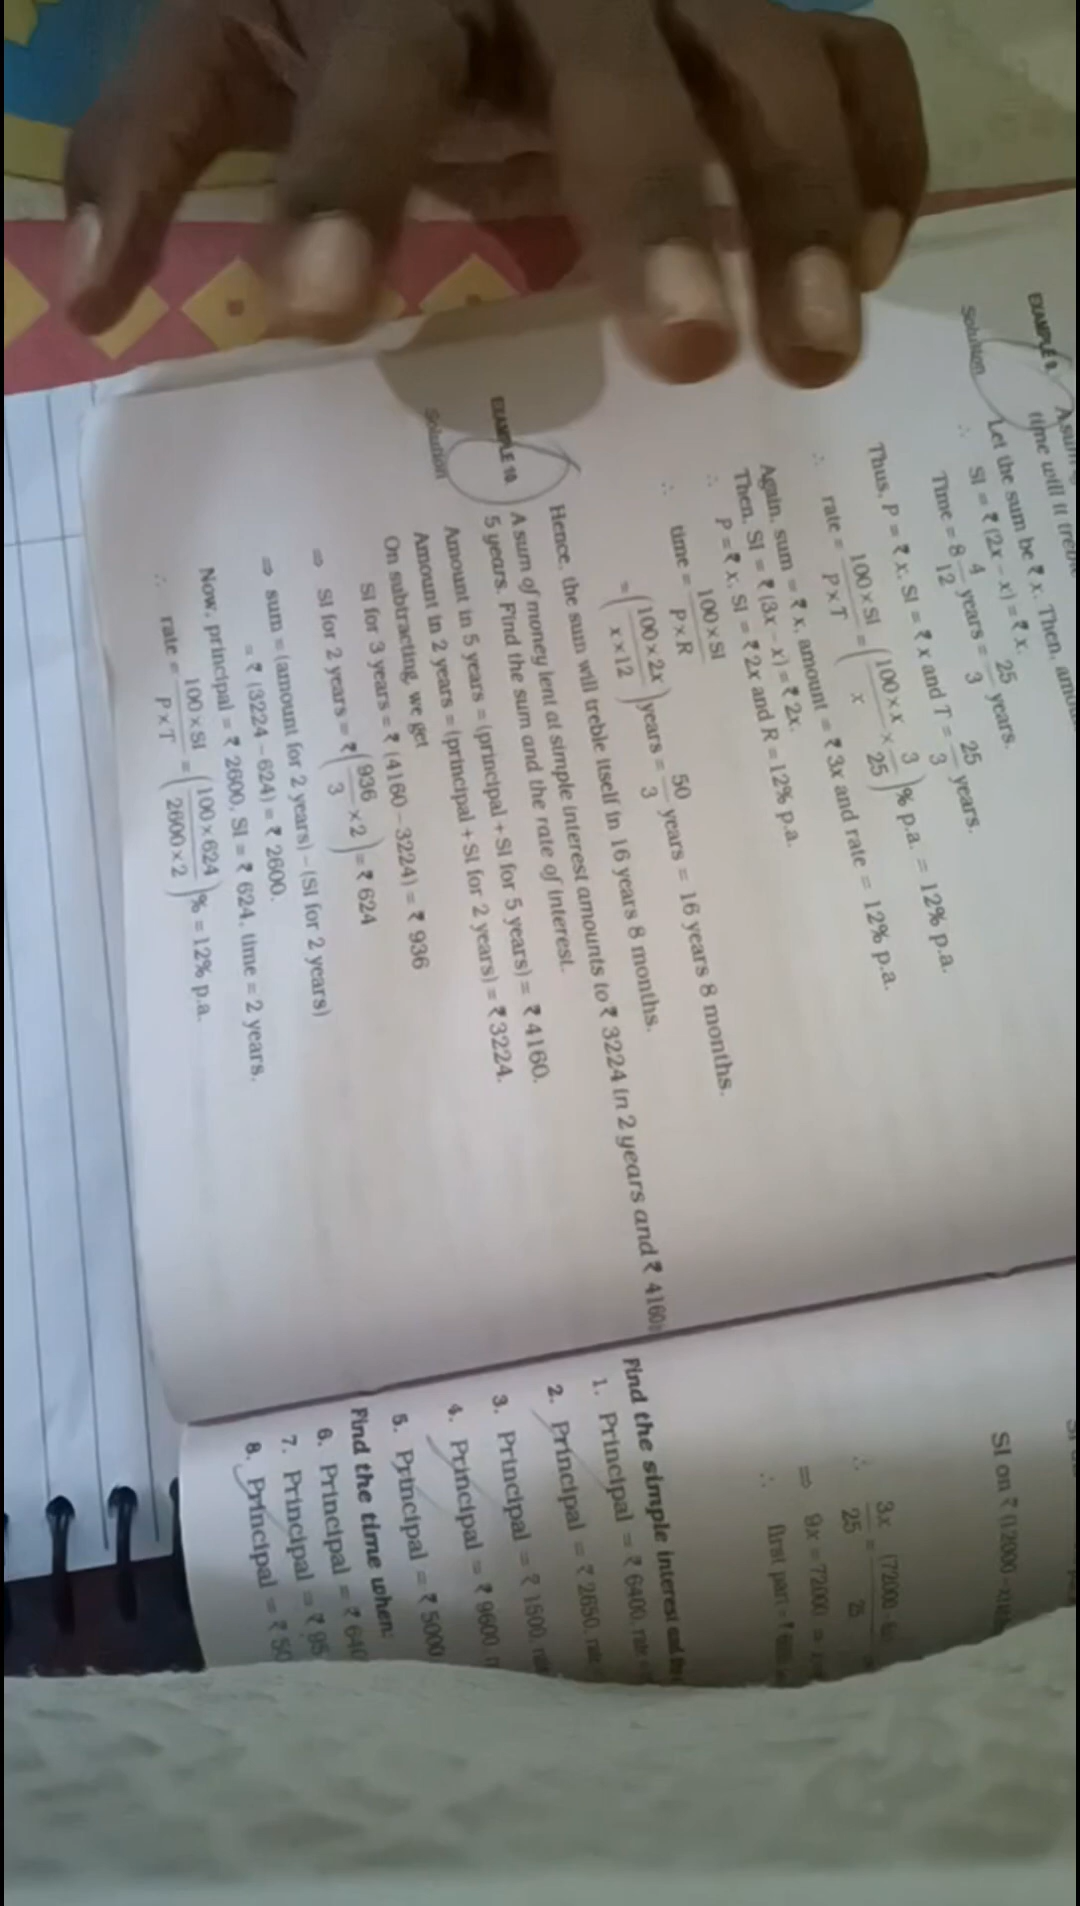 EXAMPLE 9.
time will it treble
Solution
Let the sum be ₹ x. Then,
SI = ₹ (2x – x) = ₹ x.
Time = 8 4/12 years = 25/3 years.
Thus, P = ₹ x, SI = ₹ x and T = 25/3 years.
∴ rate = 100 × SI / P × T = (100 × x / x × 3/25)% p.a. = 12% p.a.
Again, sum = ₹ x, amount = ₹ 3x and rate = 12% p.a.
Then, SI = ₹ (3x – x) = ₹ 2x.
∴ P = ₹ x, SI = ₹ 2x and R = 12% p.a.
∴ time = 100 × SI / P × R
= (100 × 2x / x × 12) years = 50/3 years = 16 years 8 months.
Hence, the sum will treble itself in 16 years 8 months.
EXAMPLE 10.
A sum of money lent at simple interest amounts to ₹ 3224 in 2 years and ₹ 4160
5 years. Find the sum and the rate of interest.
Solution
Amount in 5 years = (principal + SI for 5 years) = ₹ 4160.
Amount in 2 years = (principal + SI for 2 years) = ₹ 3224.
On subtracting, we get
SI for 3 years = ₹ (4160 – 3224) = ₹ 936
⇒ SI for 2 years = ₹ (936/3 × 2) = ₹ 624
⇒ sum = (amount for 2 years) – (SI for 2 years)
= ₹ (3224 – 624) = ₹ 2600.
Now, principal = ₹ 2600, SI = ₹ 624, time = 2 years.
∴ rate = 100 × SI / P × T = (100 × 624 / 2600 × 2)% = 12% p.a.
SI on ₹ (12000
∴ 3x/25 =
⇒ 9x = 72000
∴ first part = ₹
Find the simple interest and
1. Principal = ₹ 6400, rate
2. Principal = ₹ 2650, rate
3. Principal = ₹ 1500, rate
4. Principal = ₹ 9600
5. Principal = ₹ 5000
Find the time when:
6. Principal = ₹ 640
7. Principal = ₹ 95
8. Principal = ₹ 50